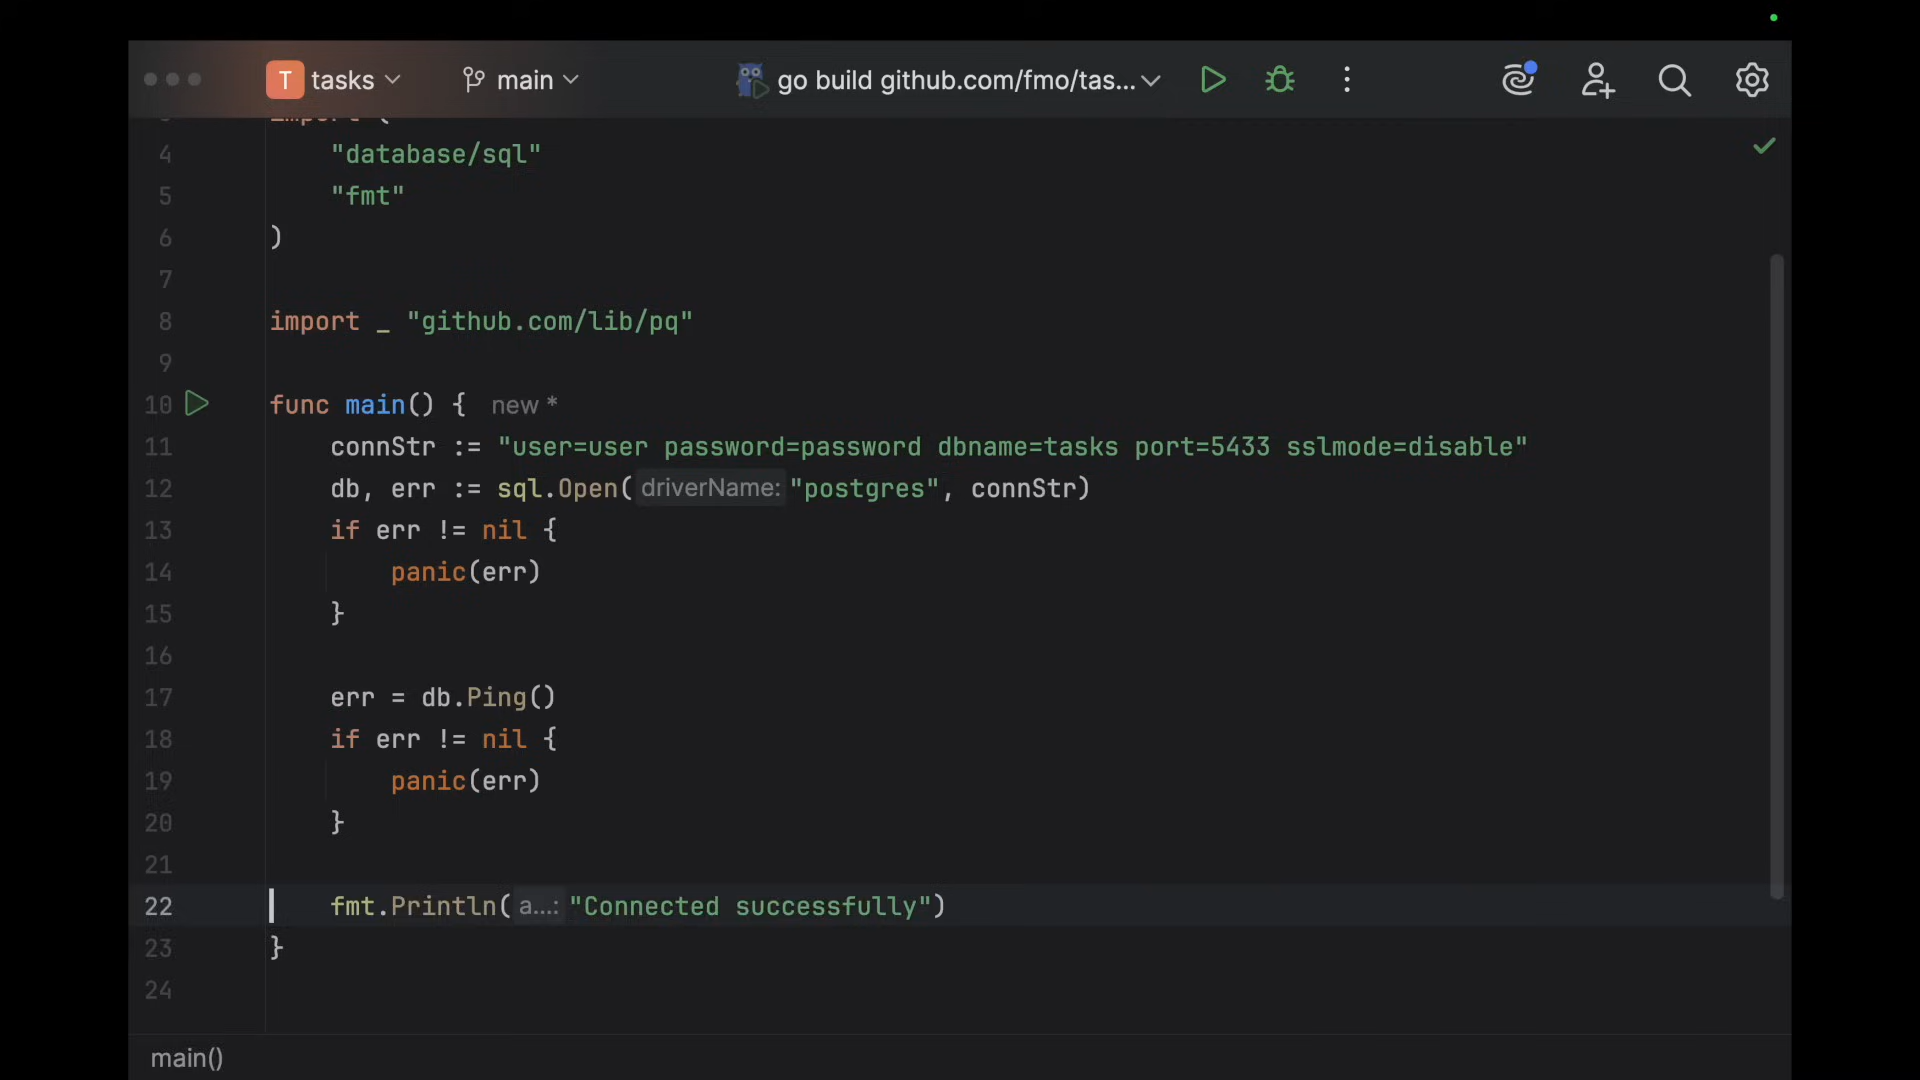 T tasks main go build github.com/fmo/tas...
import (
4 "database/sql"
5 "fmt"
6 )
7
8 import _ "github.com/lib/pq"
9
10 func main() { new *
11 connStr := "user=user password=password dbname=tasks port=5433 sslmode=disable"
12 db, err := sql.Open( driverName: "postgres", connStr)
13 if err != nil {
14 panic(err)
15 }
16
17 err = db.Ping()
18 if err != nil {
19 panic(err)
20 }
21
22 fmt.Println( a...: "Connected successfully")
23 }
24
main()